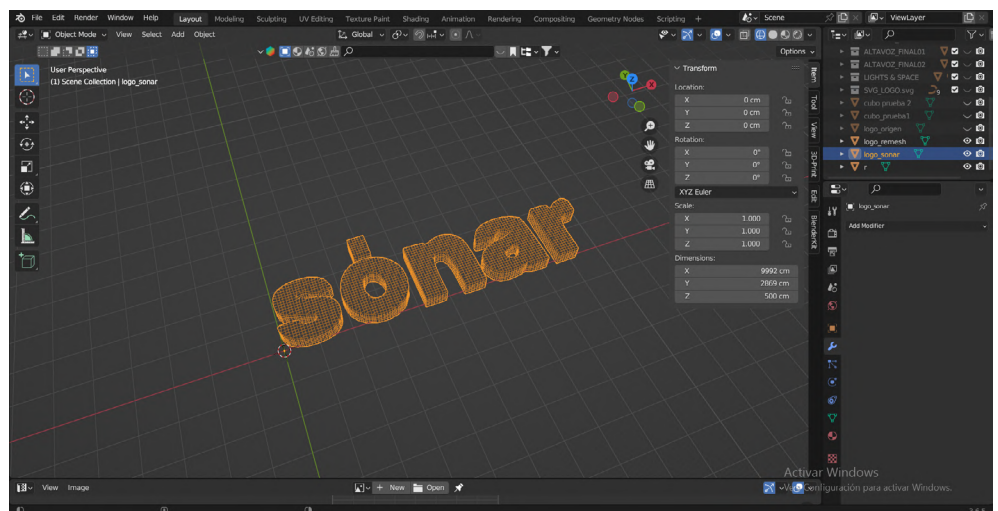 File Edit Render Window Help Layout Modeling Sculpting UV Editing Texture Paint Shading Animation Rendering Compositing Geometry Nodes Scripting + Scene ViewLayer
Object Mode View Select Add Object Global
Options
User Perspective
(1) Scene Collection | logo_sonar
Transform
Location:
X 0 cm
Y 0 cm
Z 0 cm
Rotation:
X 0°
Y 0°
Z 0°
XYZ Euler
Scale:
X 1.000
Y 1.000
Z 1.000
Dimensions:
X 9992 cm
Y 2869 cm
Z 500 cm
Item
Tool
View
3D-Print
Edit
BlenderKit
ALTAVOZ_FINAL01
ALTAVOZ_FINAL02
LIGHTS & SPACE
SVG_LOGO.svg
cubo prueba 2
cubo_prueba1
logo_origen
logo_remesh
logo_sonar
r
logo_sonar
Add Modifier
X
Y
Z
sónar
Activar Windows
Ve a Configuración para activar Windows.
View Image + New Open